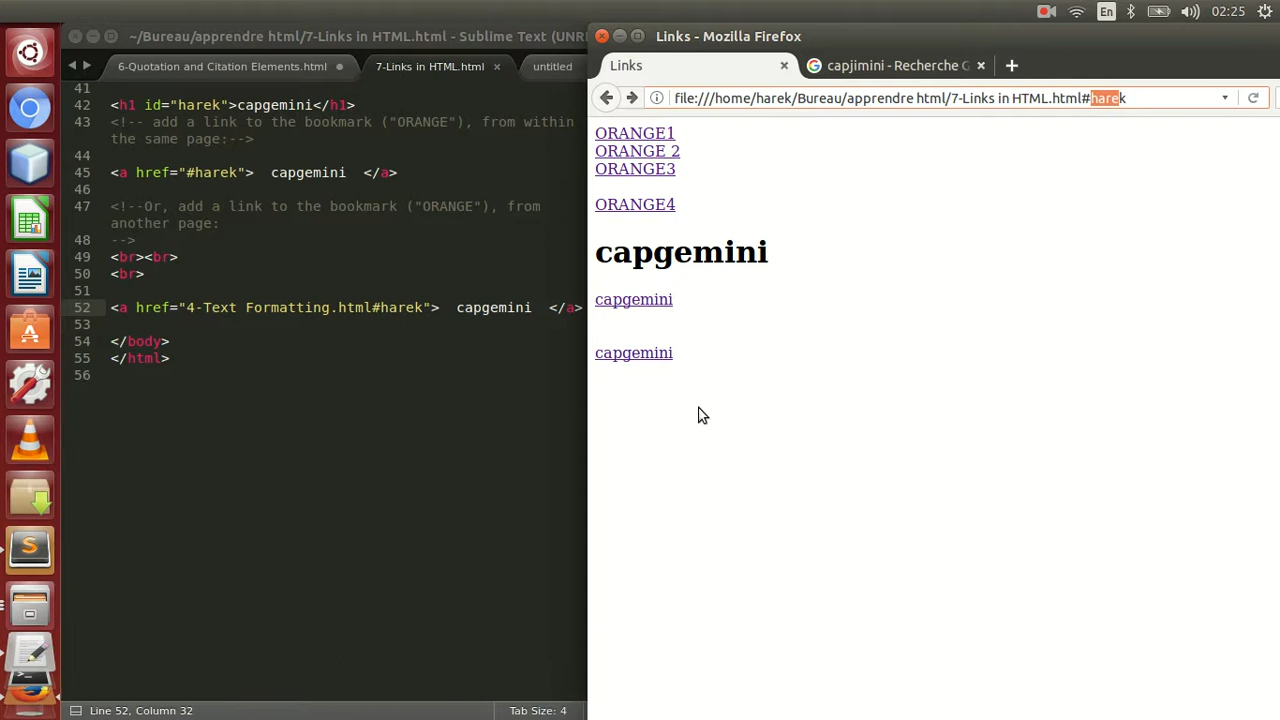 En
02:25
~/Bureau/apprendre html/7-Links in HTML.html - Sublime Text (UNRE
Links - Mozilla Firefox
6-Quotation and Citation Elements.html
7-Links in HTML.html
untitled
Links
capjimini - Recherche G
file:///home/harek/Bureau/apprendre html/7-Links in HTML.html#harek
41
42 <h1 id="harek">capgemini</h1>
43 <!-- add a link to the bookmark ("ORANGE"), from within
the same page:-->
44
45 <a href="#harek">  capgemini  </a>
46
47 <!--Or, add a link to the bookmark ("ORANGE"), from
another page:
48 -->
49 <br><br>
50 <br>
51
52 <a href="4-Text Formatting.html#harek">  capgemini  </a>
53
54 </body>
55 </html>
56
ORANGE1
ORANGE 2
ORANGE3
ORANGE4
capgemini
capgemini
capgemini
Line 52, Column 32
Tab Size: 4